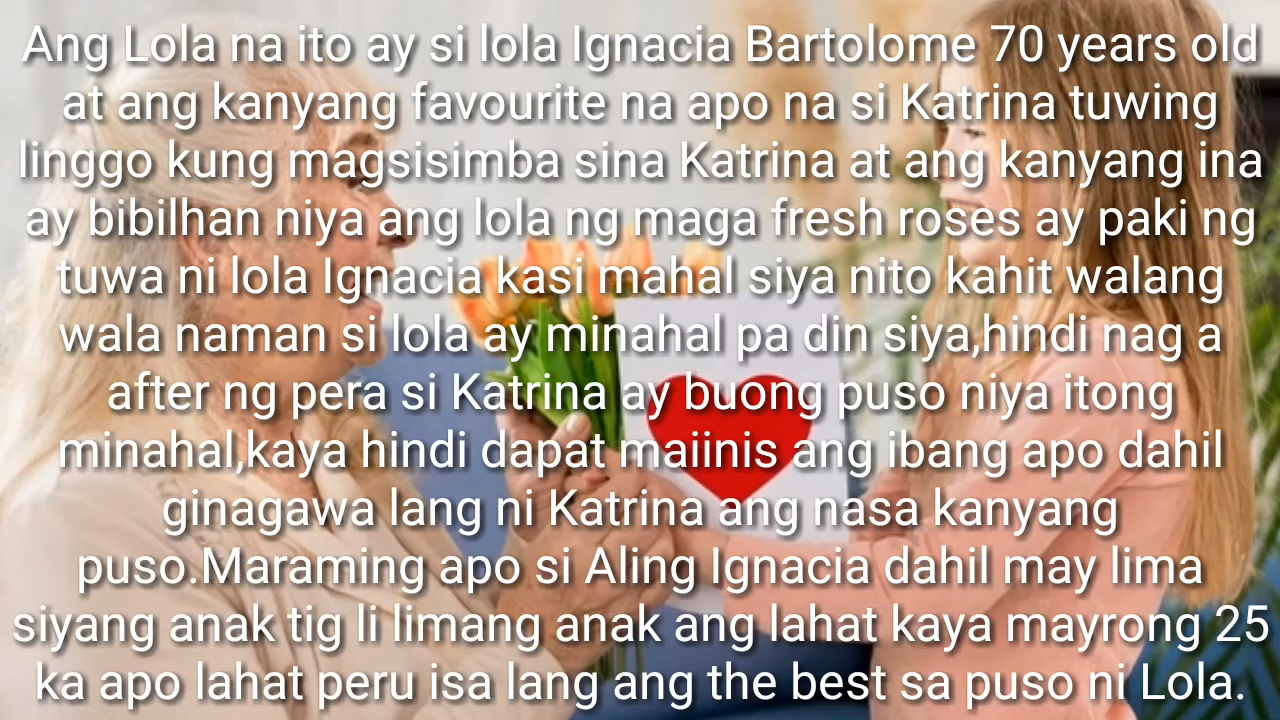 Ang Lola na ito ay si lola Ignacia Bartolome 70 years old
at ang kanyang favourite na apo na si Katrina tuwing
linggo kung magsisimba sina Katrina at ang kanyang ina
ay bibilhan niya ang lola ng maga fresh roses ay paki ng
tuwa ni lola Ignacia kasi mahal siya nito kahit walang
wala naman si lola ay minahal pa din siya,hindi nag a
after ng pera si Katrina ay buong puso niya itong
minahal,kaya hindi dapat maiinis ang ibang apo dahil
ginagawa lang ni Katrina ang nasa kanyang
puso.Maraming apo si Aling Ignacia dahil may lima
siyang anak tig li limang anak ang lahat kaya mayrong 25
ka apo lahat peru isa lang ang the best sa puso ni Lola.